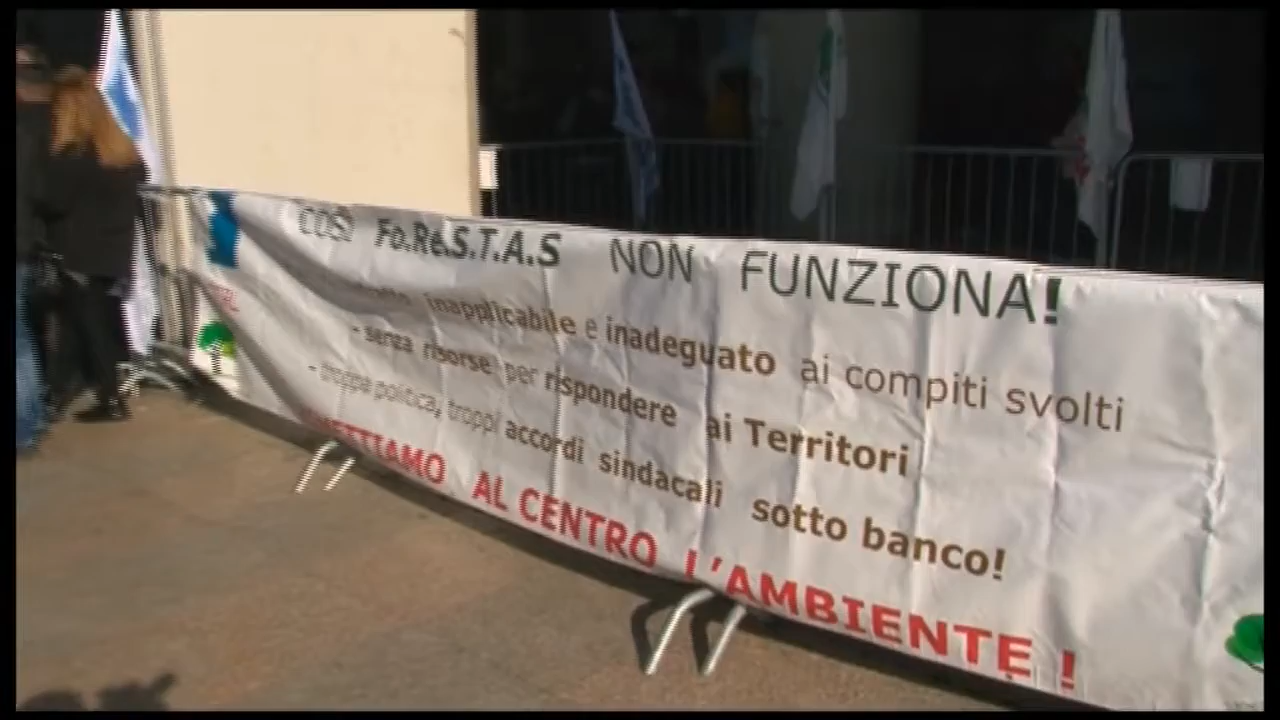 COSÌ Fo.Re.S.T.A.S NON FUNZIONA!
inapplicabile e inadeguato ai compiti svolti
- senza risorse per rispondere ai Territori
- troppa politica, troppi accordi sindacali sotto banco!
METTIAMO AL CENTRO L'AMBIENTE !